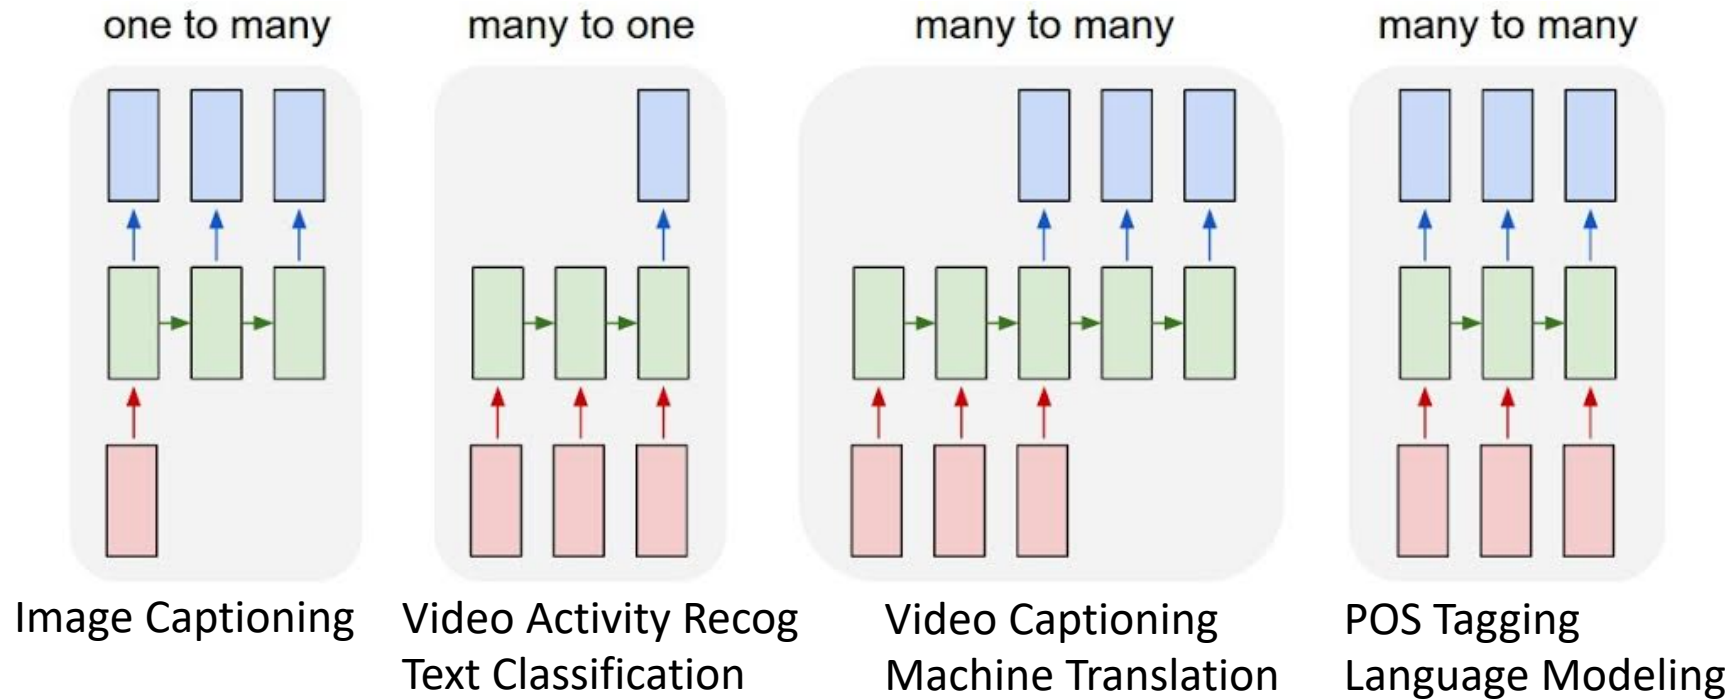 one to many
many to one
many to many
many to many
Image Captioning
Video Activity Recog
Text Classification
Video Captioning
Machine Translation
POS Tagging
Language Modeling